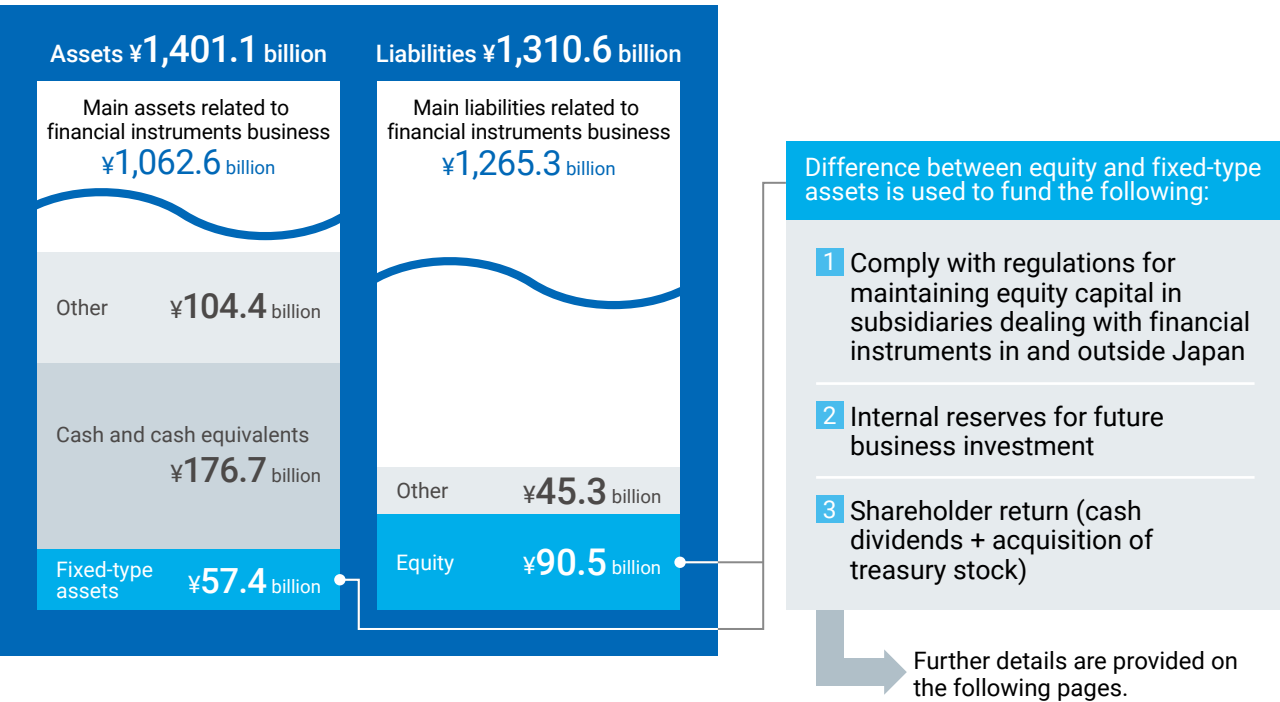 Assets ¥1,401.1 billion
Main assets related to
financial instruments business
¥1,062.6 billion
Other ¥104.4 billion
Cash and cash equivalents
¥176.7 billion
Fixed-type
assets ¥57.4 billion
Liabilities ¥1,310.6 billion
Main liabilities related to
financial instruments business
¥1,265.3 billion
Other ¥45.3 billion
Equity ¥90.5 billion
Difference between equity and fixed-type
assets is used to fund the following:
1 Comply with regulations for
maintaining equity capital in
subsidiaries dealing with financial
instruments in and outside Japan
2 Internal reserves for future
business investment
3 Shareholder return (cash
dividends + acquisition of
treasury stock)
Further details are provided on
the following pages.